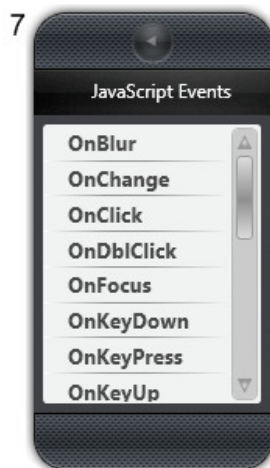 7
JavaScript Events
OnBlur
OnChange
OnClick
OnDblClick
OnFocus
OnKeyDown
OnKeyPress
OnKeyUp